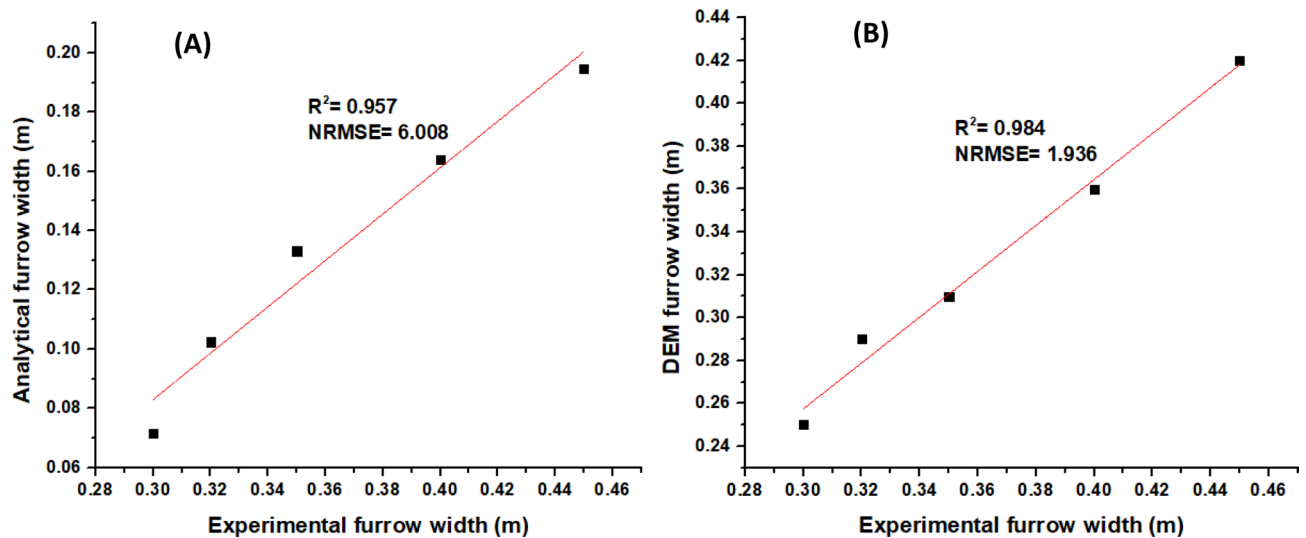 (A)
R²= 0.957
NRMSE= 6.008
Analytical furrow width (m)
0.20
0.18
0.16
0.14
0.12
0.10
0.08
0.06
0.28 0.30 0.32 0.34 0.36 0.38 0.40 0.42 0.44 0.46
Experimental furrow width (m)
(B)
R²= 0.984
NRMSE= 1.936
DEM furrow width (m)
0.44
0.42
0.40
0.38
0.36
0.34
0.32
0.30
0.28
0.26
0.24
0.28 0.30 0.32 0.34 0.36 0.38 0.40 0.42 0.44 0.46
Experimental furrow width (m)